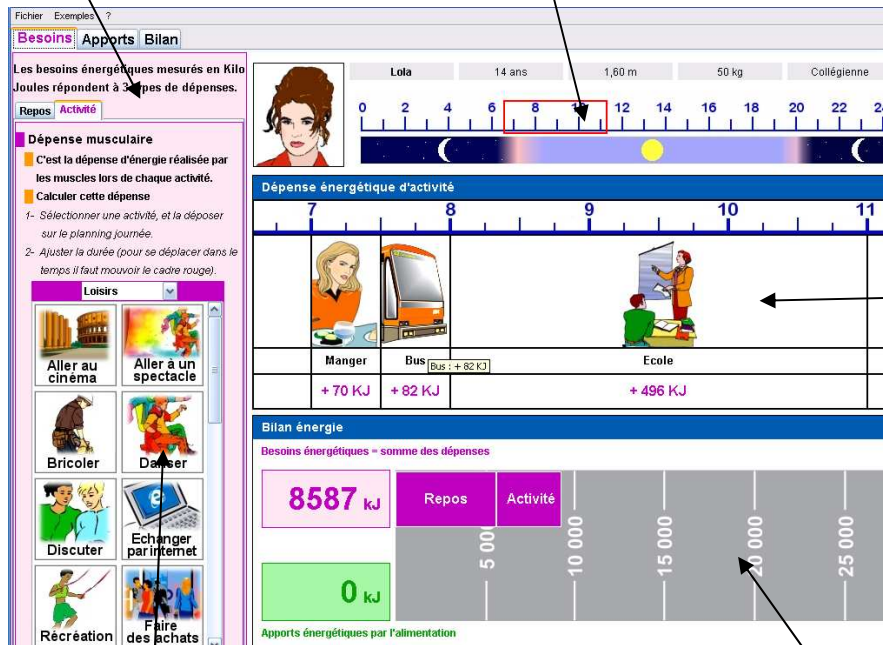 Fichier Exemples ?
Besoins Apports Bilan
Les besoins énergétiques mesurés en Kilo
Joules répondent à 3 types de dépenses.
Repos Activité
Dépense musculaire
C'est la dépense d'énergie réalisée par
les muscles lors de chaque activité.
Calculer cette dépense
1- Sélectionner une activité, et la déposer
sur le planning journée.
2- Ajuster la durée (pour se déplacer dans le
temps il faut mouvoir le cadre rouge).
Loisirs
Aller au
cinéma
Aller à un
spectacle
Bricoler
Danser
Discuter
Echanger
par internet
Récréation
Faire
des achats
Lola 14 ans 1,60 m 50 kg Collégienne
0 2 4 6 8 10 12 14 16 18 20 22
Dépense énergétique d'activité
7 8 9 10 11
Manger Bus Ecole
Bus : + 82 KJ
+ 70 KJ + 82 KJ + 496 KJ
Bilan énergie
Besoins énergétiques = somme des dépenses
8587 kJ Repos Activité
5 000 10 000 15 000 20 000 25 000
0 kJ
Apports énergétiques par l'alimentation